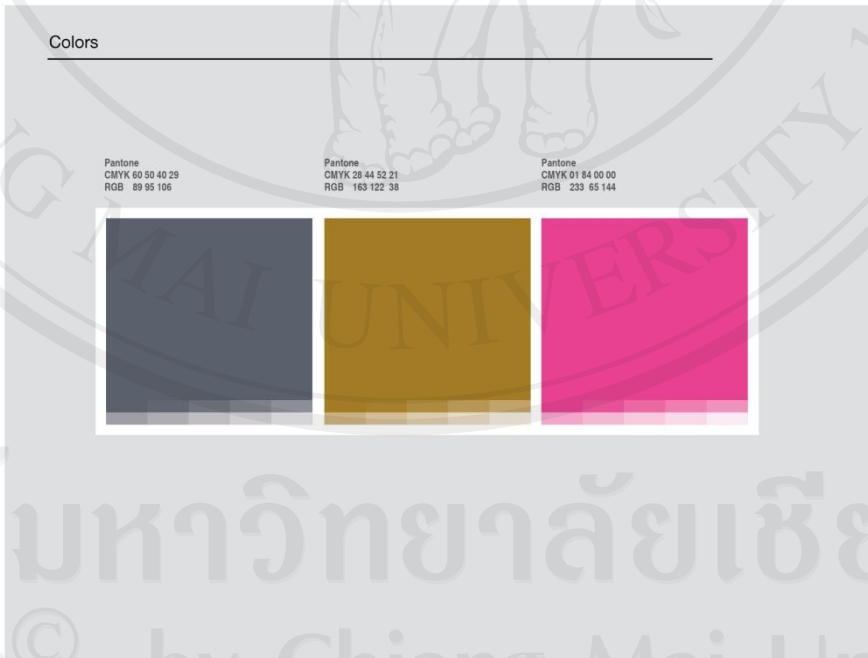 Colors
Pantone
CMYK 60 50 40 29
RGB 89 95 106
Pantone
CMYK 28 44 52 21
RGB 163 122 38
Pantone
CMYK 01 84 00 00
RGB 233 65 144
MAI UNIVERSITY
มหาวิทยาลัยเชีย
© by Chiang Mai Un